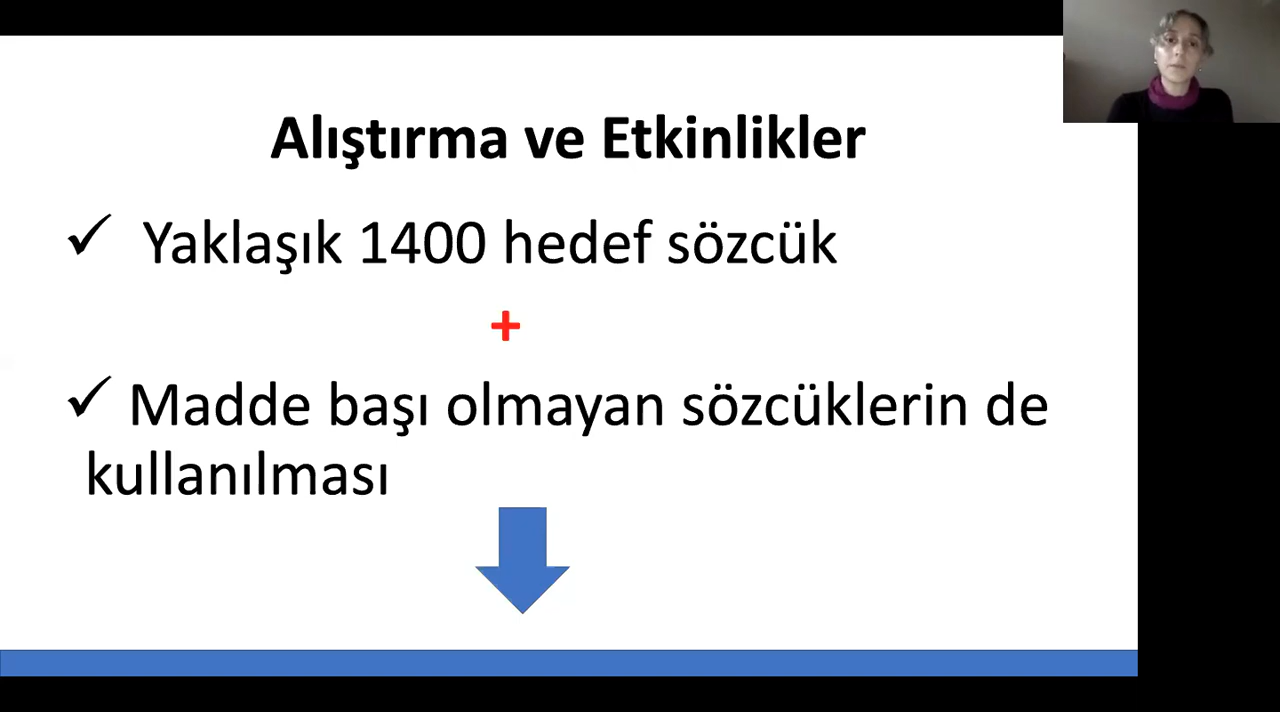 Alıştırma ve Etkinlikler
✓ Yaklaşık 1400 hedef sözcük
+
✓ Madde başı olmayan sözcüklerin de
kullanılması